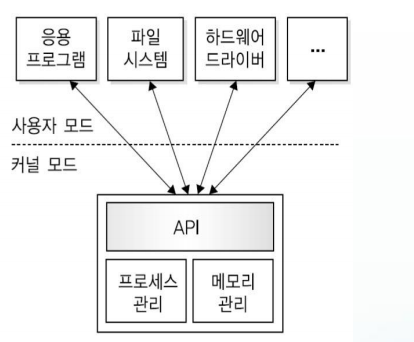 응용
프로그램
파일
시스템
하드웨어
드라이버
...
사용자 모드
커널 모드
API
프로세스
관리
메모리
관리